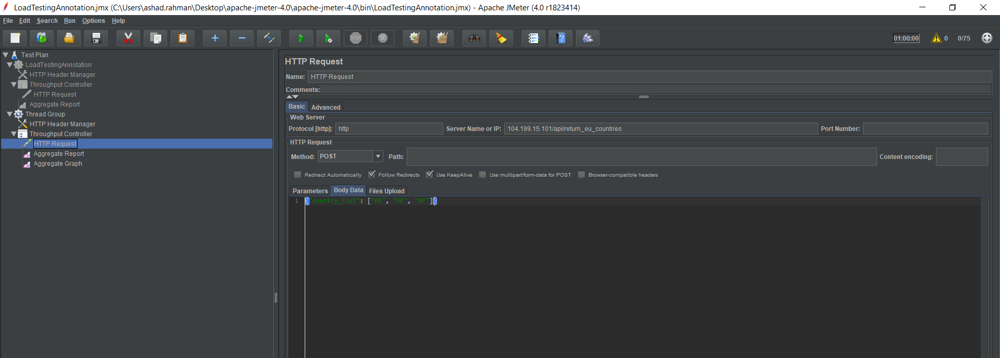 LoadTestingAnnotation.jmx (C:\Users\ashad.rahman\Desktop\apache-jmeter-4.0\apache-jmeter-4.0\bin\LoadTestingAnnotation.jmx) - Apache JMeter (4.0 r1823414)
File Edit Search Run Options Help
STOP 01:00:00 0 0/75
Test Plan
LoadTestingAnnotation
HTTP Header Manager
Throughput Controller
HTTP Request
Aggregate Report
Thread Group
HTTP Header Manager
Throughput Controller
HTTP Request
Aggregate Report
Aggregate Graph
HTTP Request
Name: HTTP Request
Comments:
Basic Advanced
Web Server
Protocol [http]: http Server Name or IP: 104.199.15.101/api/return_eu_countries Port Number:
HTTP Request
Method: POST Path: Content encoding:
Redirect Automatically Follow Redirects Use KeepAlive Use multipart/form-data for POST Browser-compatible headers
Parameters Body Data Files Upload
1 {"country_list": ["BE", "DE", "NY"]}